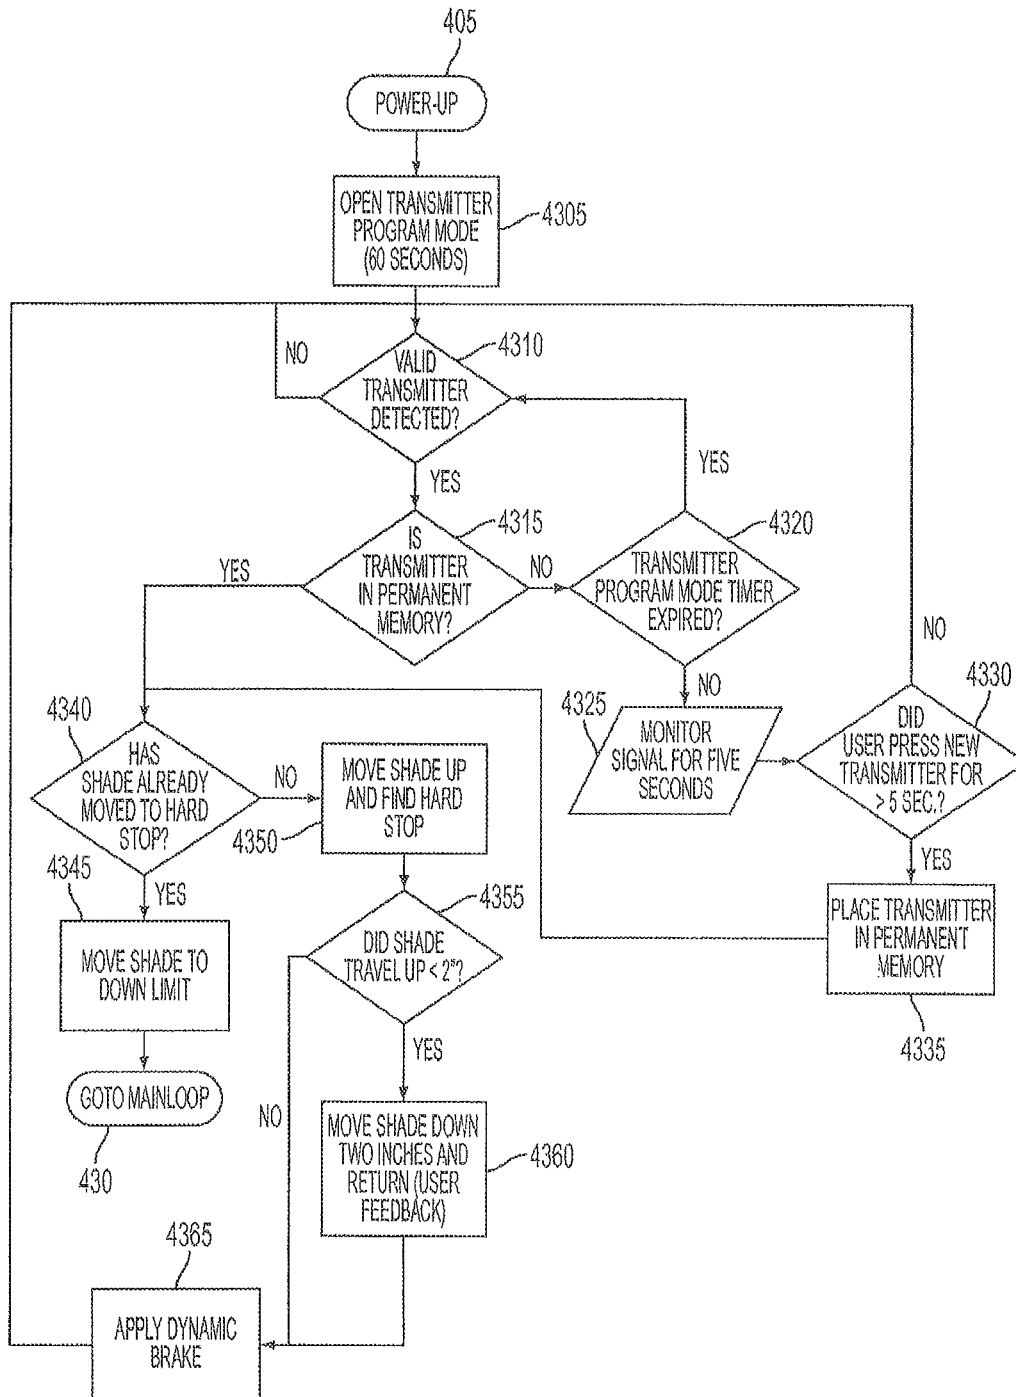 405
POWER-UP
OPEN TRANSMITTER
PROGRAM MODE
(60 SECONDS)
4305
NO
VALID
TRANSMITTER
DETECTED?
4310
YES
YES
IS
TRANSMITTER
IN PERMANENT
MEMORY?
4315
YES
NO
TRANSMITTER
PROGRAM MODE TIMER
EXPIRED?
4320
NO
NO
4325
MONITOR
SIGNAL FOR FIVE
SECONDS
DID
USER PRESS NEW
TRANSMITTER FOR
> 5 SEC.?
4330
YES
PLACE TRANSMITTER
IN PERMANENT
MEMORY
4335
4340
HAS
SHADE ALREADY
MOVED TO HARD
STOP?
NO
MOVE SHADE UP
AND FIND HARD
STOP
4350
4345
YES
MOVE SHADE TO
DOWN LIMIT
GOTO MAINLOOP
430
4355
DID SHADE
TRAVEL UP < 2"?
YES
NO
MOVE SHADE DOWN
TWO INCHES AND
RETURN (USER
FEEDBACK)
4360
4365
APPLY DYNAMIC
BRAKE